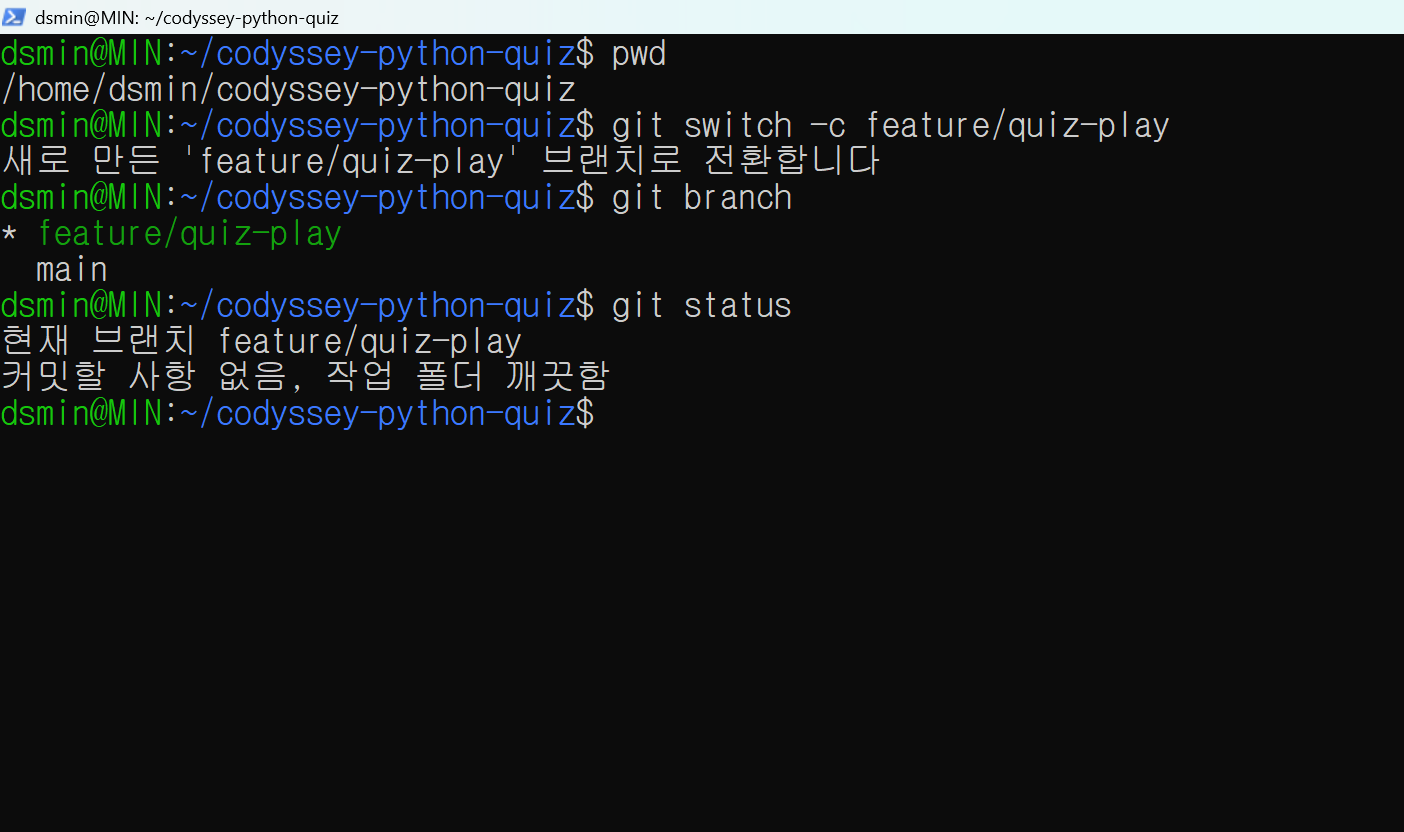 dsmin@MIN: ~/codyssey-python-quiz
dsmin@MIN:~/codyssey-python-quiz$ pwd
/home/dsmin/codyssey-python-quiz
dsmin@MIN:~/codyssey-python-quiz$ git switch -c feature/quiz-play
새로 만든 'feature/quiz-play' 브랜치로 전환합니다
dsmin@MIN:~/codyssey-python-quiz$ git branch
* feature/quiz-play
  main
dsmin@MIN:~/codyssey-python-quiz$ git status
현재 브랜치 feature/quiz-play
커밋할 사항 없음, 작업 폴더 깨끗함
dsmin@MIN:~/codyssey-python-quiz$